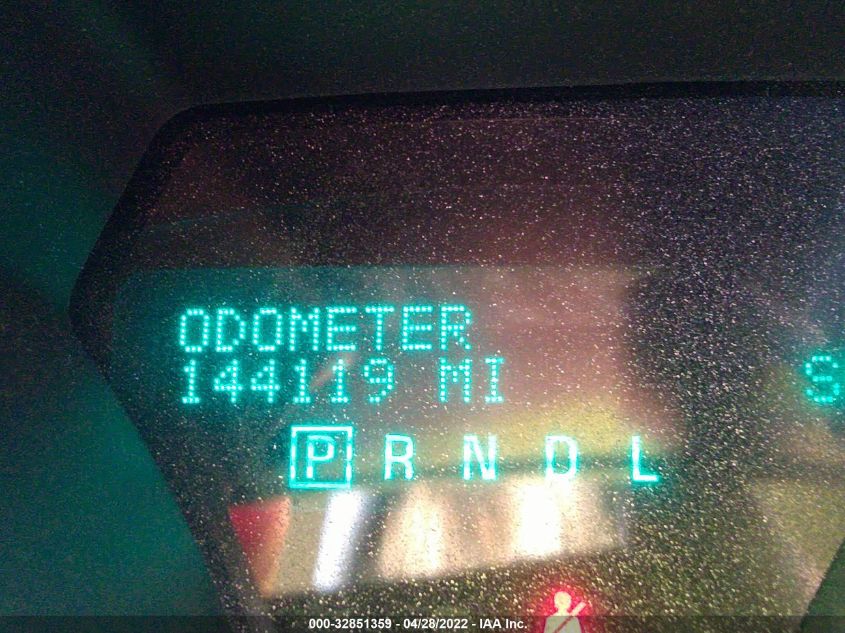 ODOMETER
144119 MI
S
P R N D L
000-32851359 - 04/28/2022 - IAA Inc.